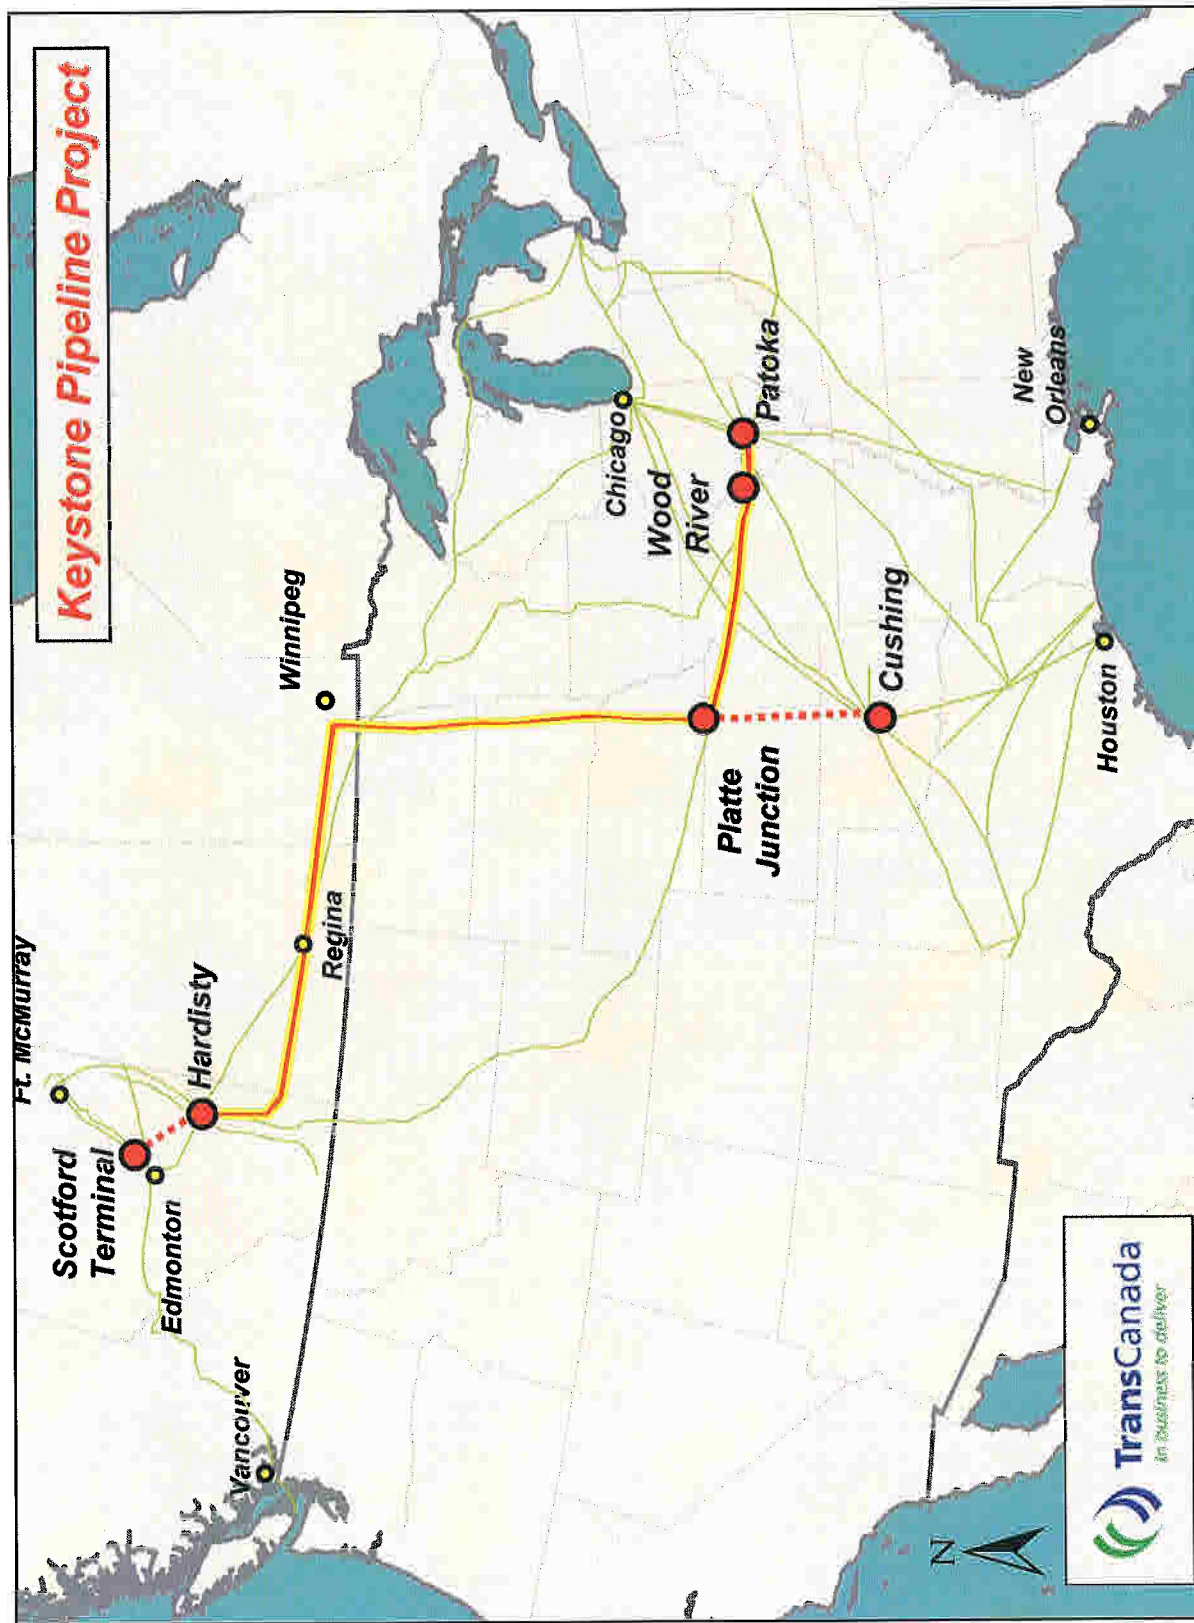 Keystone Pipeline Project
Ft. McMurray
Scotford
Terminal
Edmonton
Hardisty
Vancouver
Regina
Winnipeg
Chicago
Wood
River
Patoka
Platte
Junction
Cushing
Houston
New
Orleans
N
TransCanada
In business to deliver